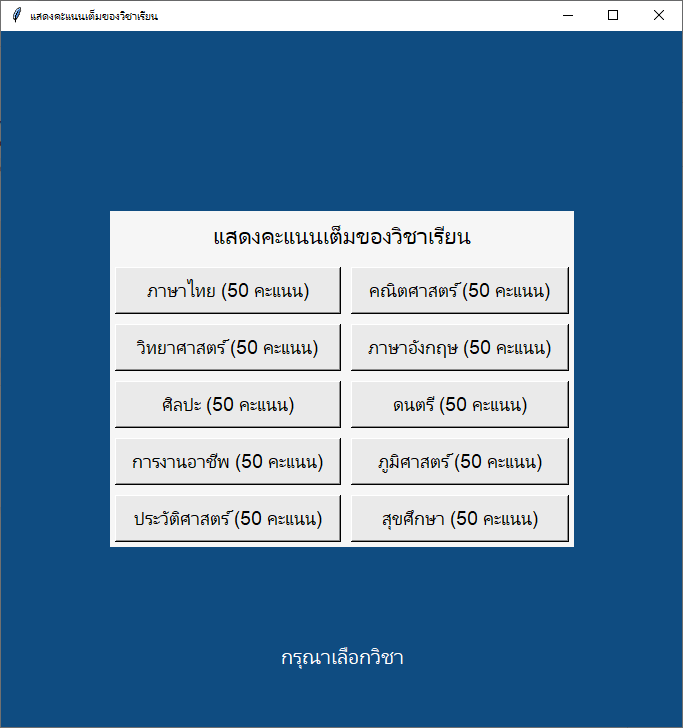 แสดงคะแนนเต็มของวิชาเรียน
แสดงคะแนนเต็มของวิชาเรียน
ภาษาไทย (50 คะแนน)
คณิตศาสตร์ (50 คะแนน)
วิทยาศาสตร์ (50 คะแนน)
ภาษาอังกฤษ (50 คะแนน)
ศิลปะ (50 คะแนน)
ดนตรี (50 คะแนน)
การงานอาชีพ (50 คะแนน)
ภูมิศาสตร์ (50 คะแนน)
ประวัติศาสตร์ (50 คะแนน)
สุขศึกษา (50 คะแนน)
กรุณาเลือกวิชา